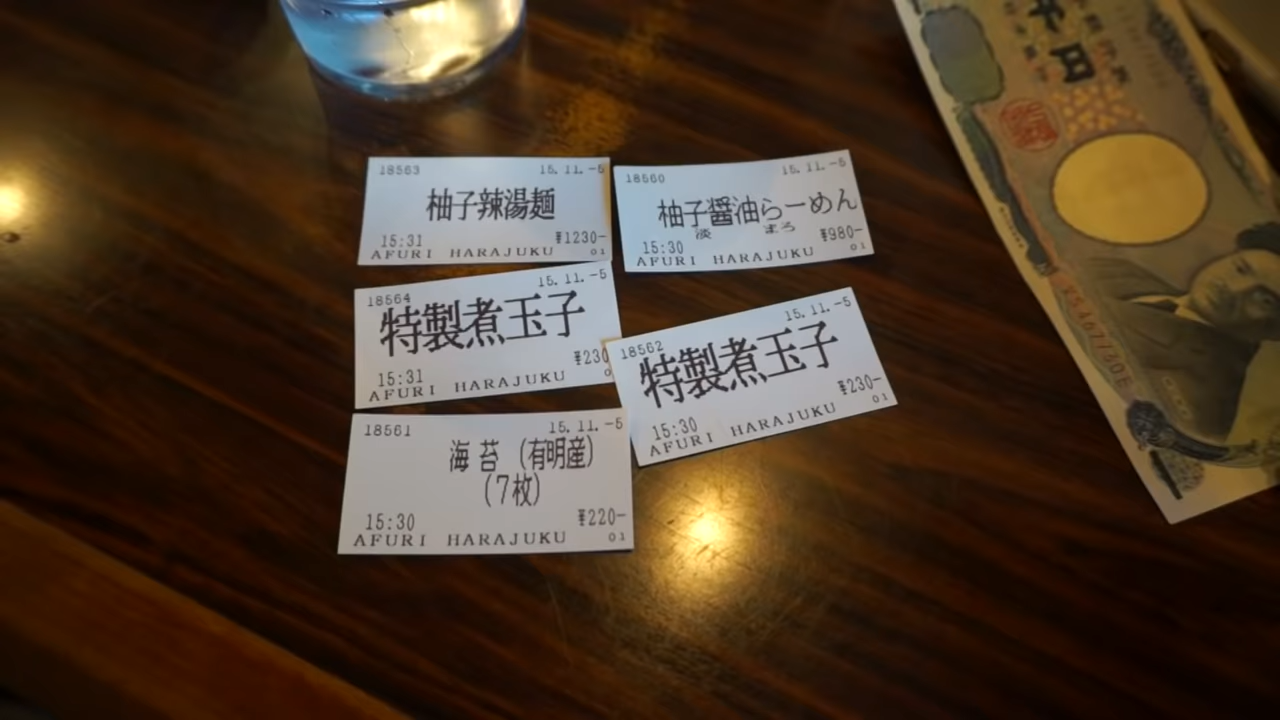 18563 15.11.-5
柚子辣湯麺
15:31 ¥1230-
AFURI HARAJUKU 01
18560 15.11.-5
柚子醤油らーめん
淡 まろ
15:30 ¥980-
AFURI HARAJUKU 01
18564 15.11.-5
特製煮玉子
15:31 ¥230
AFURI HARAJUKU 0
18562 15.11.-5
特製煮玉子
15:30 ¥230-
AFURI HARAJUKU 01
18561 15.11.-5
海苔 (有明産)
(7枚)
15:30 ¥220-
AFURI HARAJUKU 01